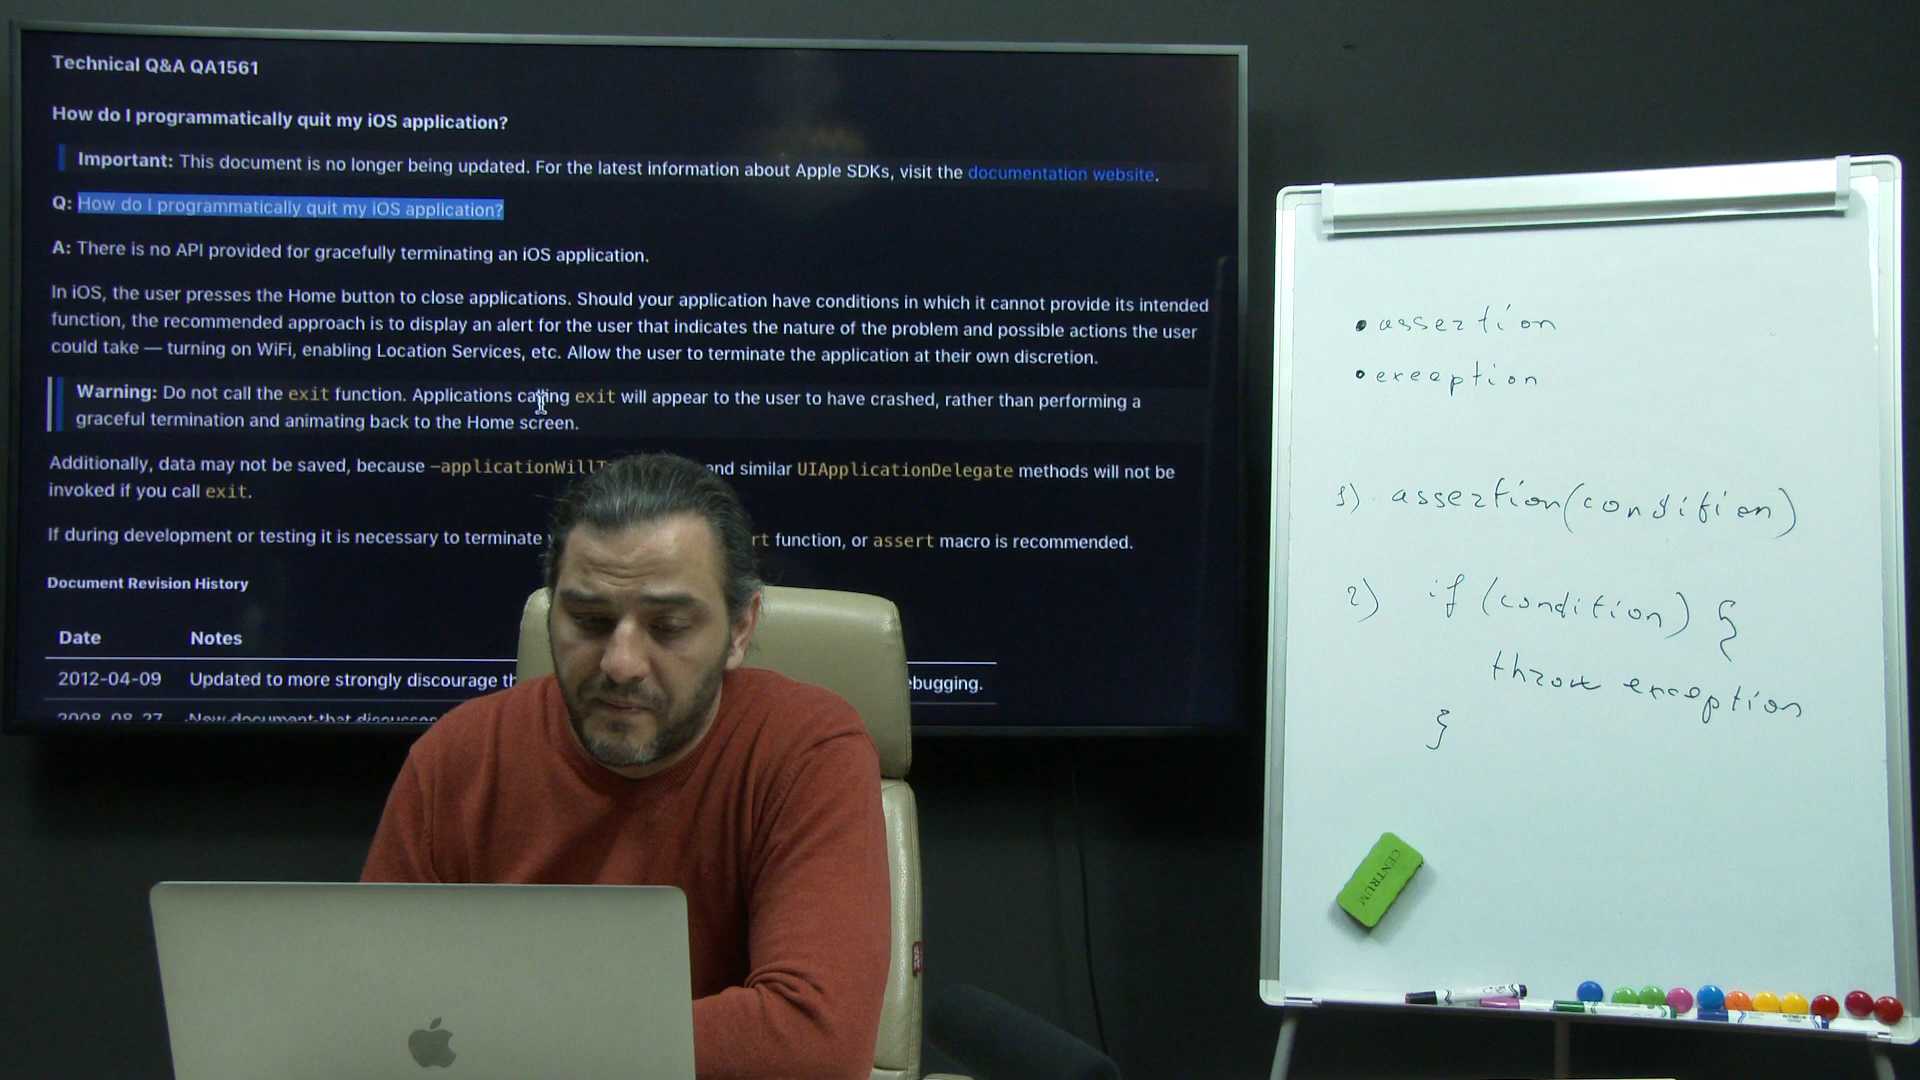 Technical Q&A QA1561
How do I programmatically quit my iOS application?
Important: This document is no longer being updated. For the latest information about Apple SDKs, visit the documentation website.
Q: How do I programmatically quit my iOS application?
A: There is no API provided for gracefully terminating an iOS application.
In iOS, the user presses the Home button to close applications. Should your application have conditions in which it cannot provide its intended
function, the recommended approach is to display an alert for the user that indicates the nature of the problem and possible actions the user
could take — turning on WiFi, enabling Location Services, etc. Allow the user to terminate the application at their own discretion.
Warning: Do not call the exit function. Applications calling exit will appear to the user to have crashed, rather than performing a
graceful termination and animating back to the Home screen.
Additionally, data may not be saved, because -applicationWillT and similar UIApplicationDelegate methods will not be
invoked if you call exit.
If during development or testing it is necessary to terminate rt function, or assert macro is recommended.
Document Revision History
Date Notes
2012-04-09 Updated to more strongly discourage th bugging.
2008-08-27 New document that discusses
• assertion
• exception
1) assertion(condition)
2) if (condition) {
throw exception
}
CENTRUM